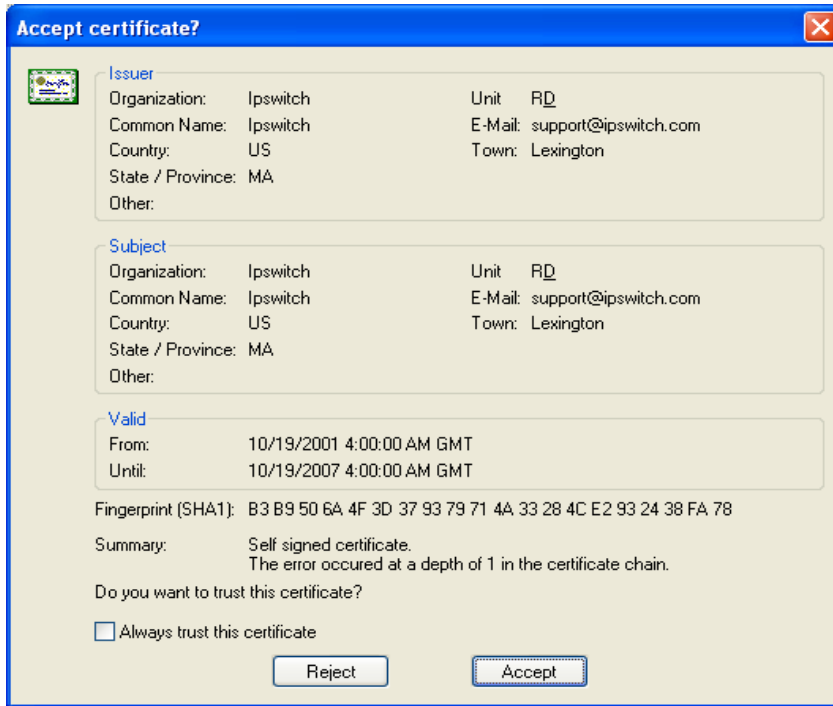 Accept certificate?
Issuer
Organization: Ipswitch Unit RD
Common Name: Ipswitch E-Mail: support@ipswitch.com
Country: US Town: Lexington
State / Province: MA
Other:
Subject
Organization: Ipswitch Unit RD
Common Name: Ipswitch E-Mail: support@ipswitch.com
Country: US Town: Lexington
State / Province: MA
Other:
Valid
From: 10/19/2001 4:00:00 AM GMT
Until: 10/19/2007 4:00:00 AM GMT
Fingerprint (SHA1): B3 B9 50 6A 4F 3D 37 93 79 71 4A 33 28 4C E2 93 24 38 FA 78
Summary: Self signed certificate.
The error occured at a depth of 1 in the certificate chain.
Do you want to trust this certificate?
Always trust this certificate
Reject Accept